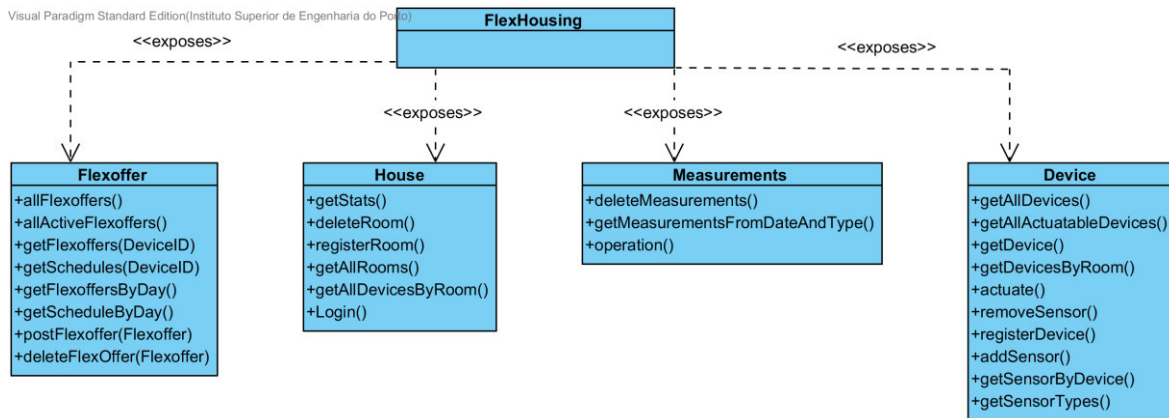 Visual Paradigm Standard Edition(Instituto Superior de Engenharia do Porto)
FlexHousing
<<exposes>>
<<exposes>>
<<exposes>>
<<exposes>>
Flexoffer
+allFlexoffers()
+allActiveFlexoffers()
+getFlexoffers(DeviceID)
+getSchedules(DeviceID)
+getFlexoffersByDay()
+getScheduleByDay()
+postFlexoffer(Flexoffer)
+deleteFlexOffer(Flexoffer)
House
+getStats()
+deleteRoom()
+registerRoom()
+getAllRooms()
+getAllDevicesByRoom()
+Login()
Measurements
+deleteMeasurements()
+getMeasurementsFromDateAndType()
+operation()
Device
+getAllDevices()
+getAllActuatableDevices()
+getDevice()
+getDevicesByRoom()
+actuate()
+removeSensor()
+registerDevice()
+addSensor()
+getSensorByDevice()
+getSensorTypes()